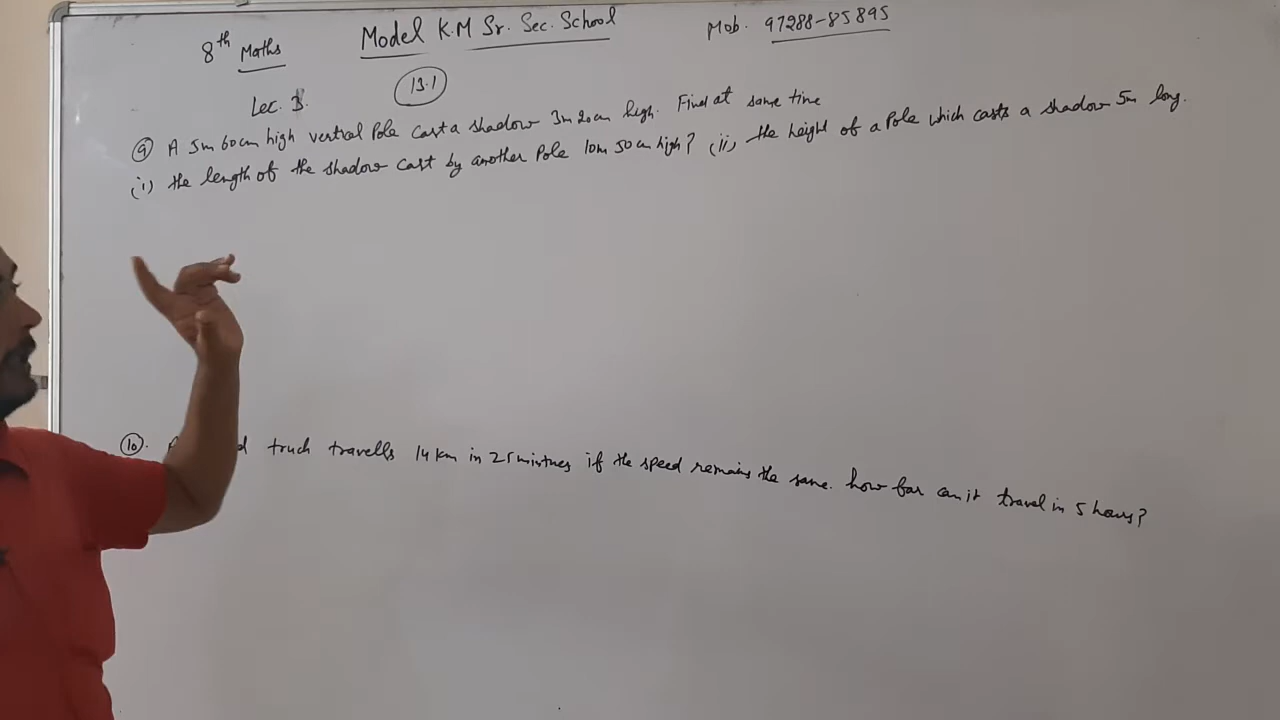 8th Maths
Model K.M Sr. Sec. School
Mob. 97288-85895
Lec. 3.
13.1
9 A 5m 60cm high vertical Pole cast a shadow 3m 20cm high. Find at same time
(i) the length of the shadow cast by another Pole 10m 50cm high? (ii) the height of a Pole which casts a shadow 5m long.
10. truck travells 14 km in 25 if the speed remains the same. how far can it travel in 5 hours?